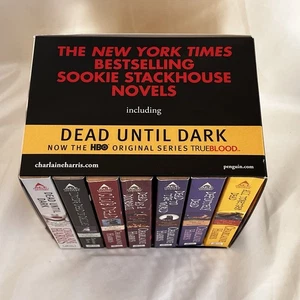 THE NEW YORK TIMES
BESTSELLING
SOOKIE STACKHOUSE
NOVELS
including
DEAD UNTIL DARK
NOW THE HBO ORIGINAL SERIES TRUEBLOOD
charlaineharris.com penguin.com